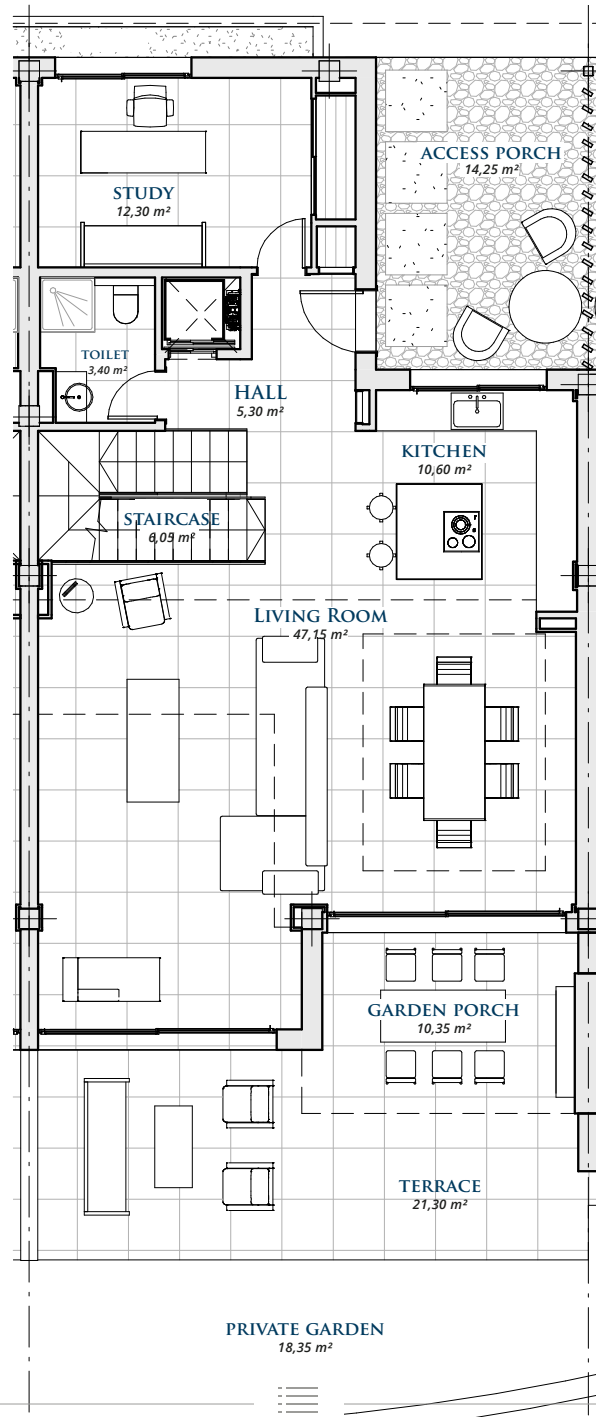 ACCESS PORCH
14,25 m²
STUDY
12,30 m²
TOILET
3,40 m²
HALL
5,30 m²
KITCHEN
10,60 m²
STAIRCASE
6,05 m²
LIVING ROOM
47,15 m²
GARDEN PORCH
10,35 m²
TERRACE
21,30 m²
PRIVATE GARDEN
18,35 m²